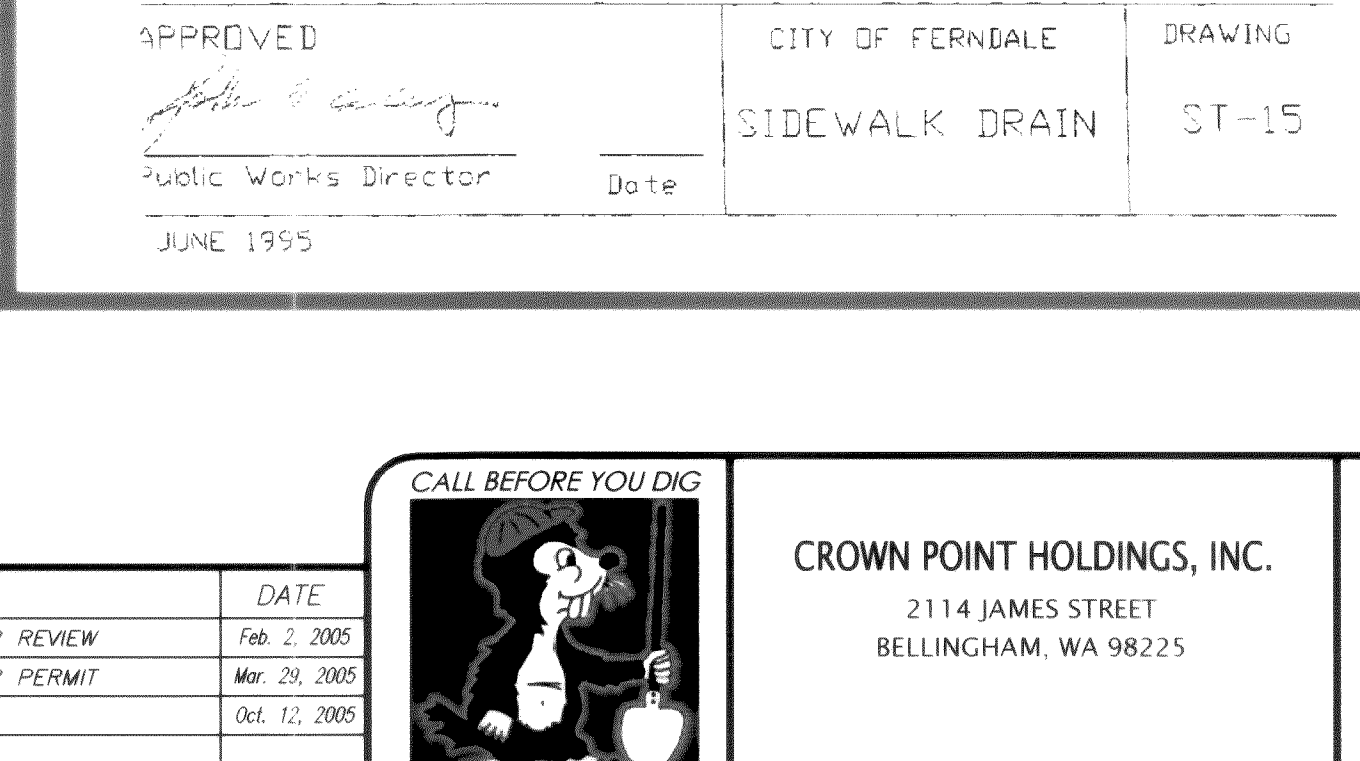 APPROVED
CITY OF FERNDALE
DRAWING
SIDEWALK DRAIN
ST-15
Public Works Director
Date
JUNE 1995
CALL BEFORE YOU DIG
CROWN POINT HOLDINGS, INC.
2114 JAMES STREET
BELLINGHAM, WA 98225
DATE
REVIEW
Feb. 2, 2005
PERMIT
Mar. 29, 2005
Oct. 12, 2005